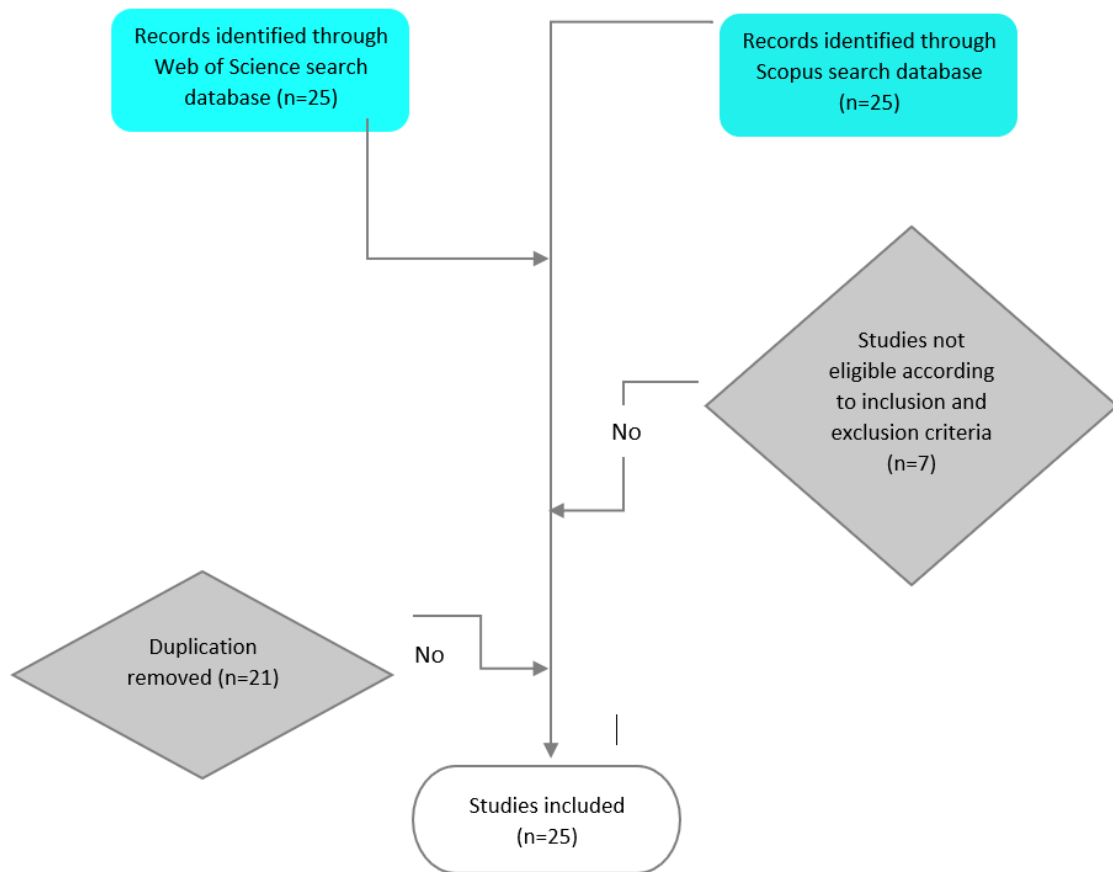 Records identified through
Web of Science search
database (n=25)
Records identified through
Scopus search database
(n=25)
Studies not
eligible according
to inclusion and
exclusion criteria
(n=7)
No
Duplication
removed (n=21)
No
Studies included
(n=25)